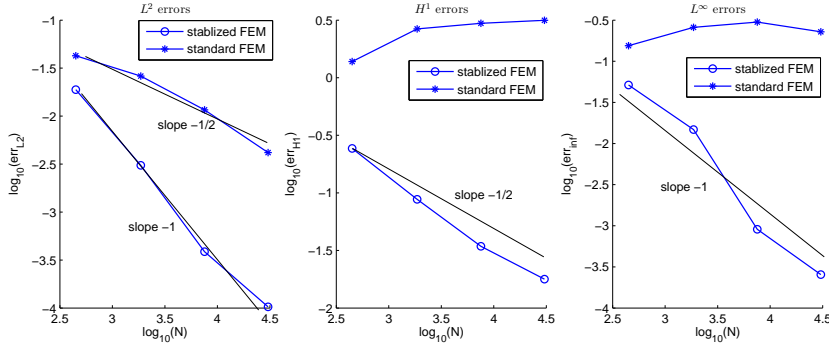 L² errors
−1
−1.5
−2
−2.5
−3
−3.5
−4
2.5 3 3.5 4 4.5
log₁₀(N)
log₁₀(err_L2)
stablized FEM
standard FEM
slope −1/2
slope −1
H¹ errors
0.5
0
−0.5
−1
−1.5
−2
2.5 3 3.5 4 4.5
log₁₀(N)
log₁₀(err_H1)
stablized FEM
standard FEM
slope −1/2
L∞ errors
−0.5
−1
−1.5
−2
−2.5
−3
−3.5
−4
2.5 3 3.5 4 4.5
log₁₀(N)
log₁₀(err_inf)
stablized FEM
standard FEM
slope −1